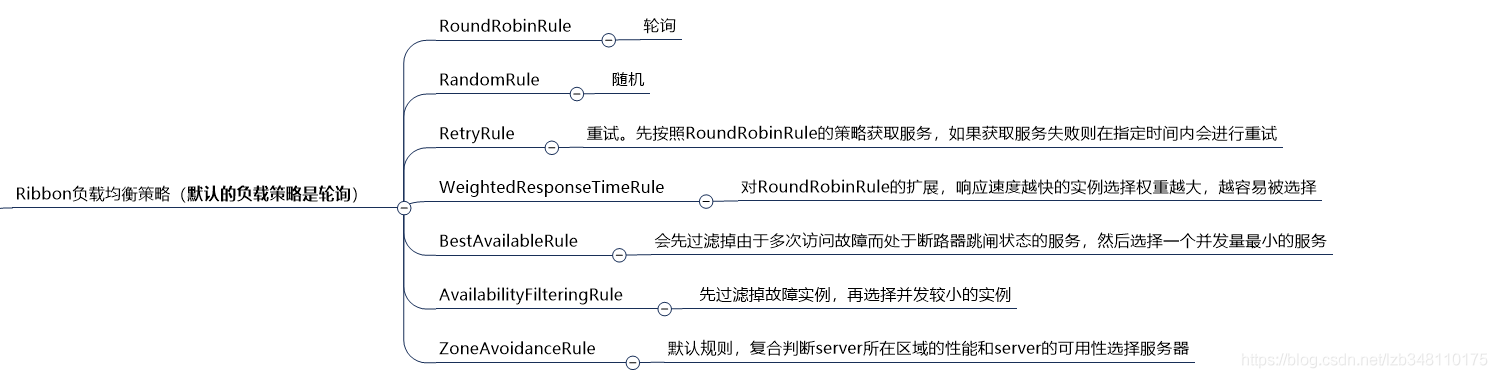 RoundRobinRule 轮询
RandomRule 随机
RetryRule 重试。先按照RoundRobinRule的策略获取服务，如果获取服务失败则在指定时间内会进行重试
Ribbon负载均衡策略（默认的负载策略是轮询）
WeightedResponseTimeRule 对RoundRobinRule的扩展，响应速度越快的实例选择权重越大，越容易被选择
BestAvailableRule 会先过滤掉由于多次访问故障而处于断路器跳闸状态的服务，然后选择一个并发量最小的服务
AvailabilityFilteringRule 先过滤掉故障实例，再选择并发较小的实例
ZoneAvoidanceRule 默认规则，复合判断server所在区域的性能和server的可用性选择服务器
https://blog.csdn.net/lzb348110175